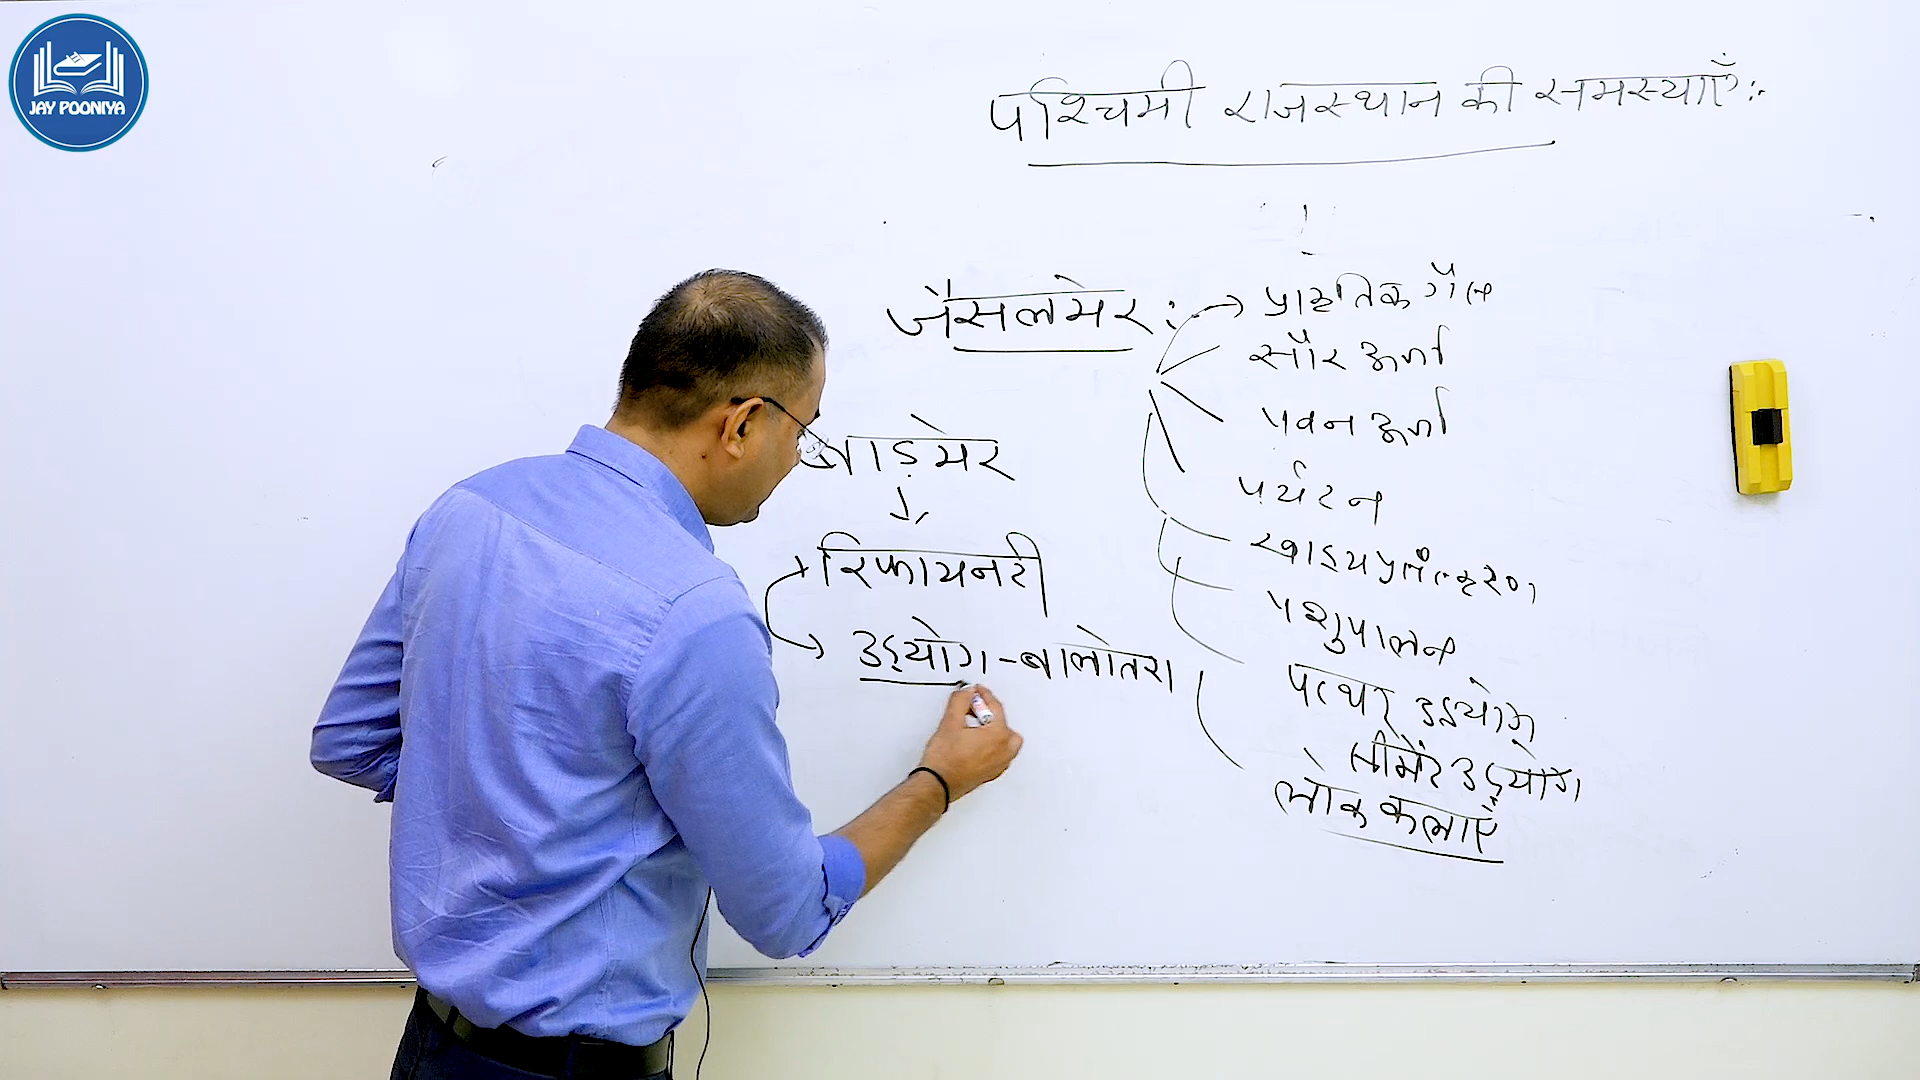 JAY POONIYA
पश्चिमी राजस्थान की समस्याएँ:-
जैसलमेर :-
प्राकृतिक गैस
सौर ऊर्जा
पवन ऊर्जा
पर्यटन
खाद्य प्रसंस्करण
पशुपालन
पत्थर उद्योग
सीमेंट उद्योग
लोक कलाएँ
बाड़मेर
रिफायनरी
उद्योग - बालोतरा